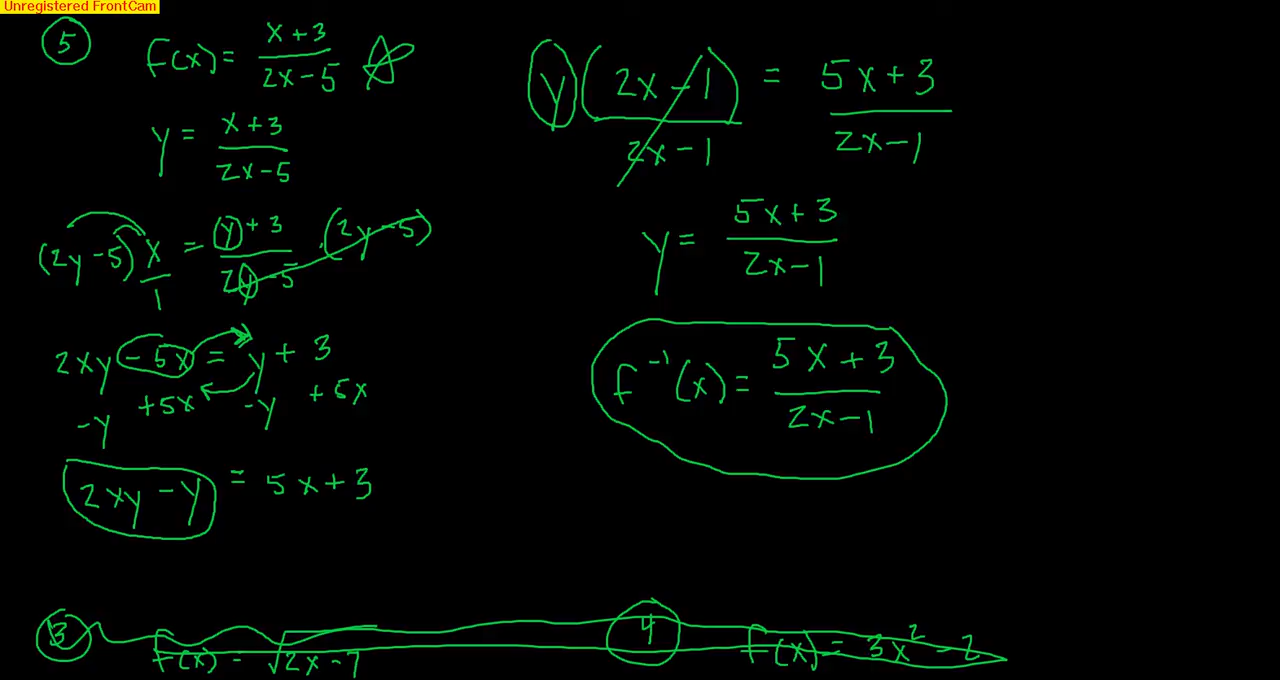 Unregistered FrontCam
5 f(x) = x + 3 / 2x - 5
y = x + 3 / 2x - 5
(2y - 5) x / 1 = y + 3 / 2y - 5 · (2y - 5)
2xy - 5x = y + 3
-y +5x -y +5x
2xy - y = 5x + 3
y (2x - 1) / 2x - 1 = 5x + 3 / 2x - 1
y = 5x + 3 / 2x - 1
f⁻¹(x) = 5x + 3 / 2x - 1
3 f(x) = √2x - 7
4 f(x) = 3x² - 2